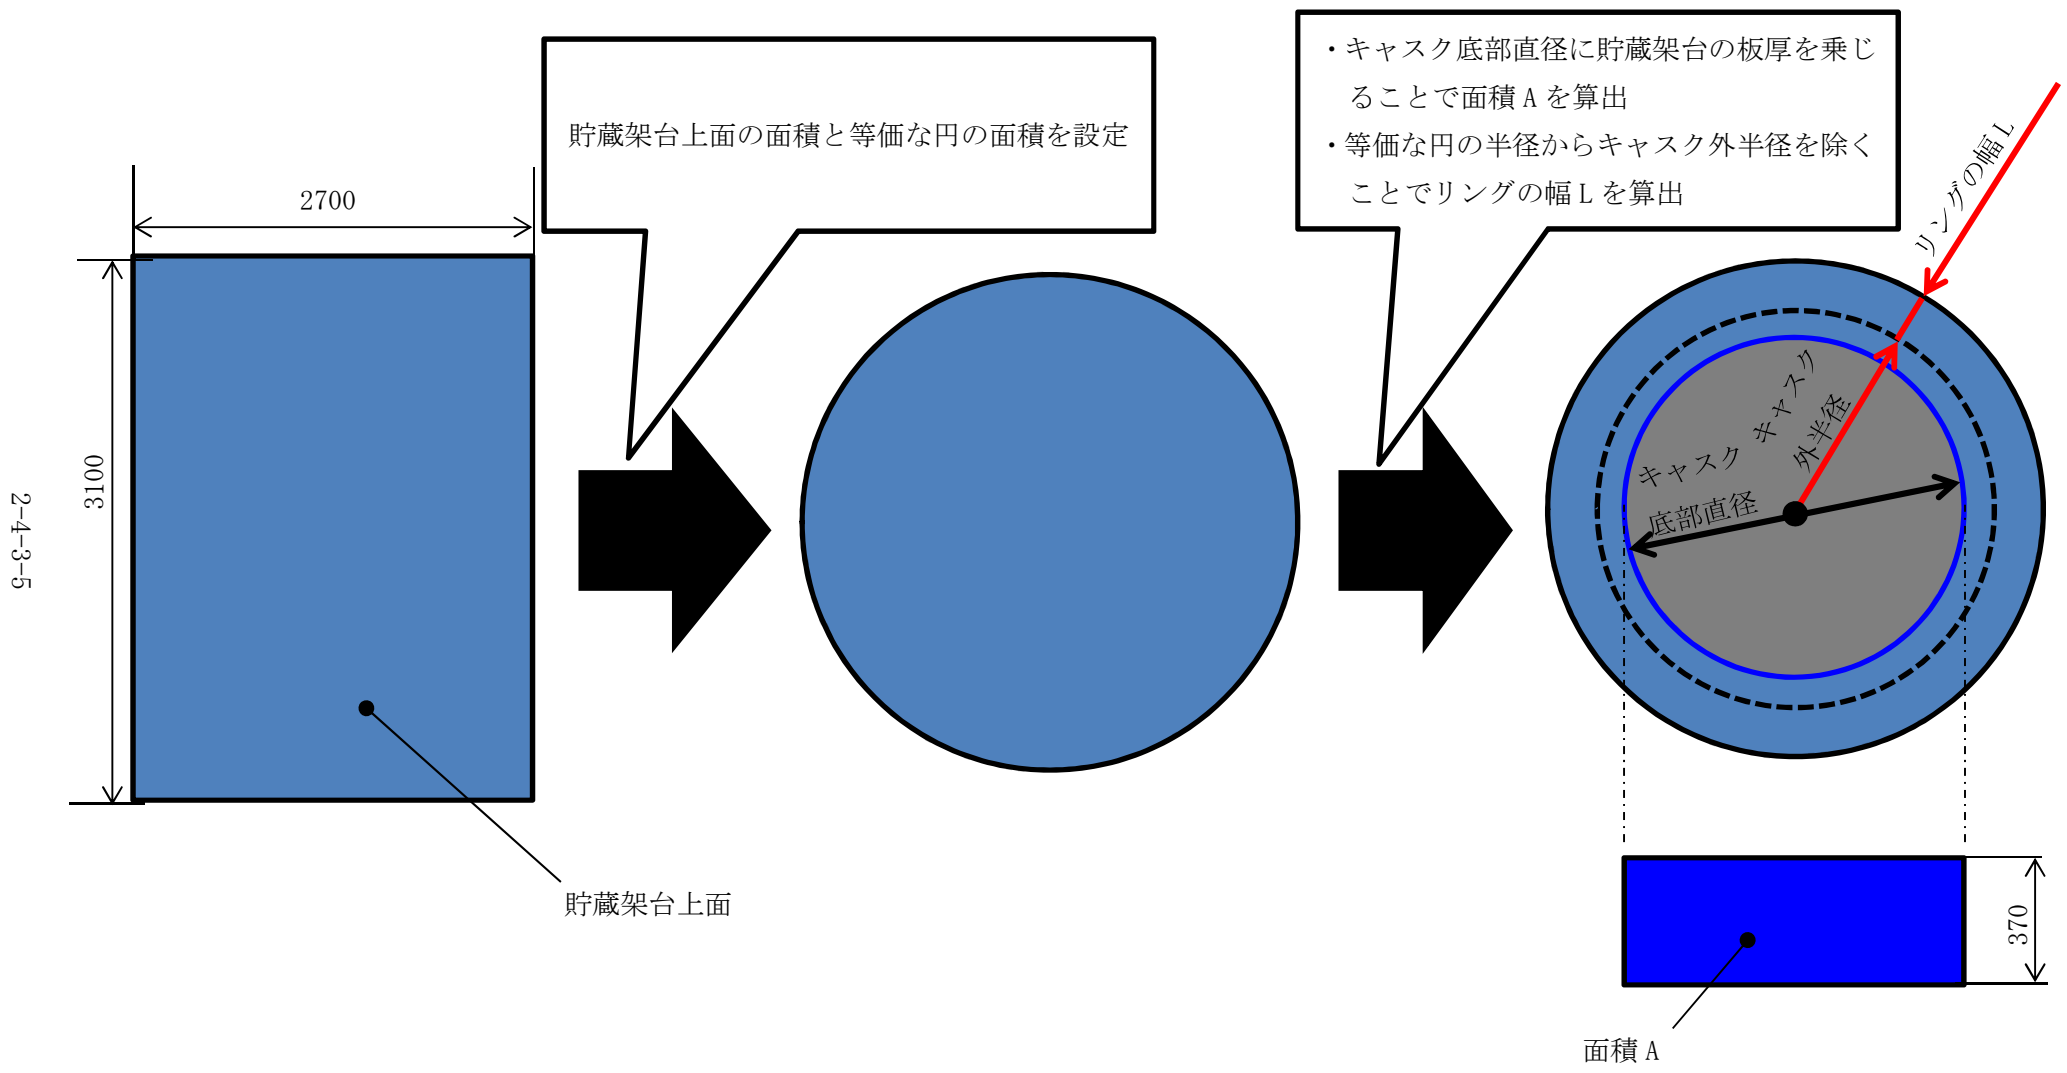 貯蔵架台上面の面積と等価な円の面積を設定
・キャスク底部直径に貯蔵架台の板厚を乗じ
ることで面積 A を算出
・等価な円の半径からキャスク外半径を除く
ことでリングの幅 L を算出
2700
3100
貯蔵架台上面
リングの幅 L
キャスク
外半径
キャスク
底部直径
370
面積 A
2-4-3-5